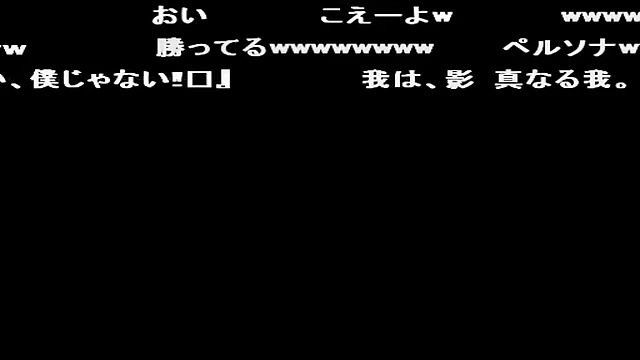 おい こえーよw wwww
w 勝ってるwwwwwwww ペルソナw
、僕じゃない!!口』 我は、影 真なる我。